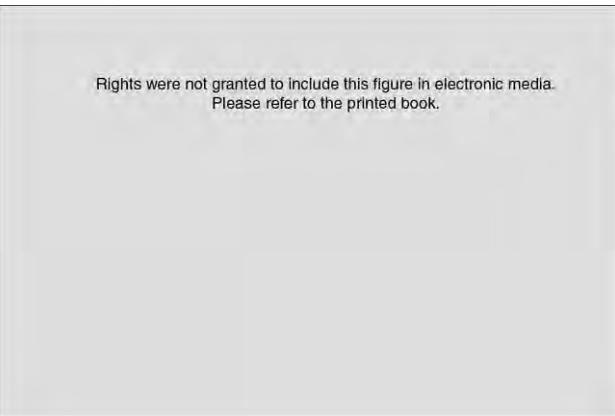 Rights were not granted to include this figure in electronic media.
Please refer to the printed book.